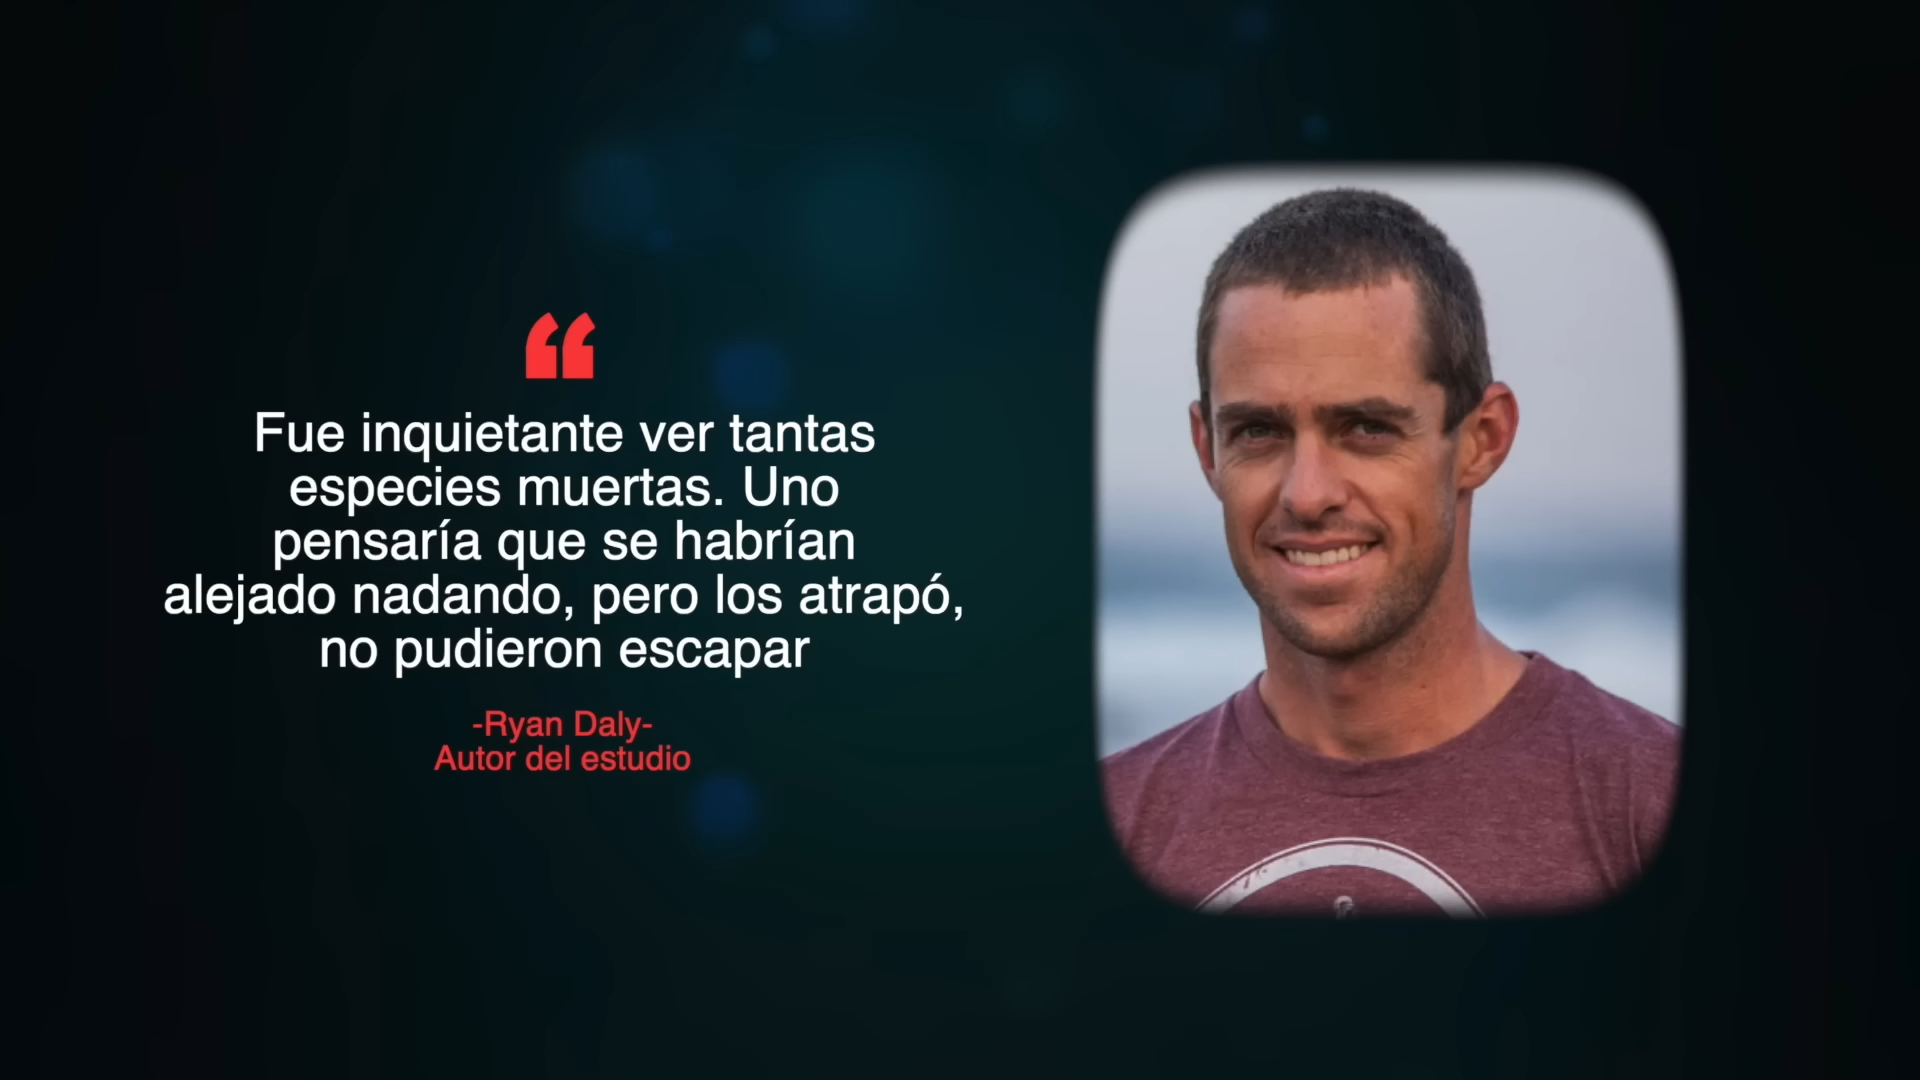 “
Fue inquietante ver tantas
especies muertas. Uno
pensaría que se habrían
alejado nadando, pero los atrapó,
no pudieron escapar
-Ryan Daly-
Autor del estudio